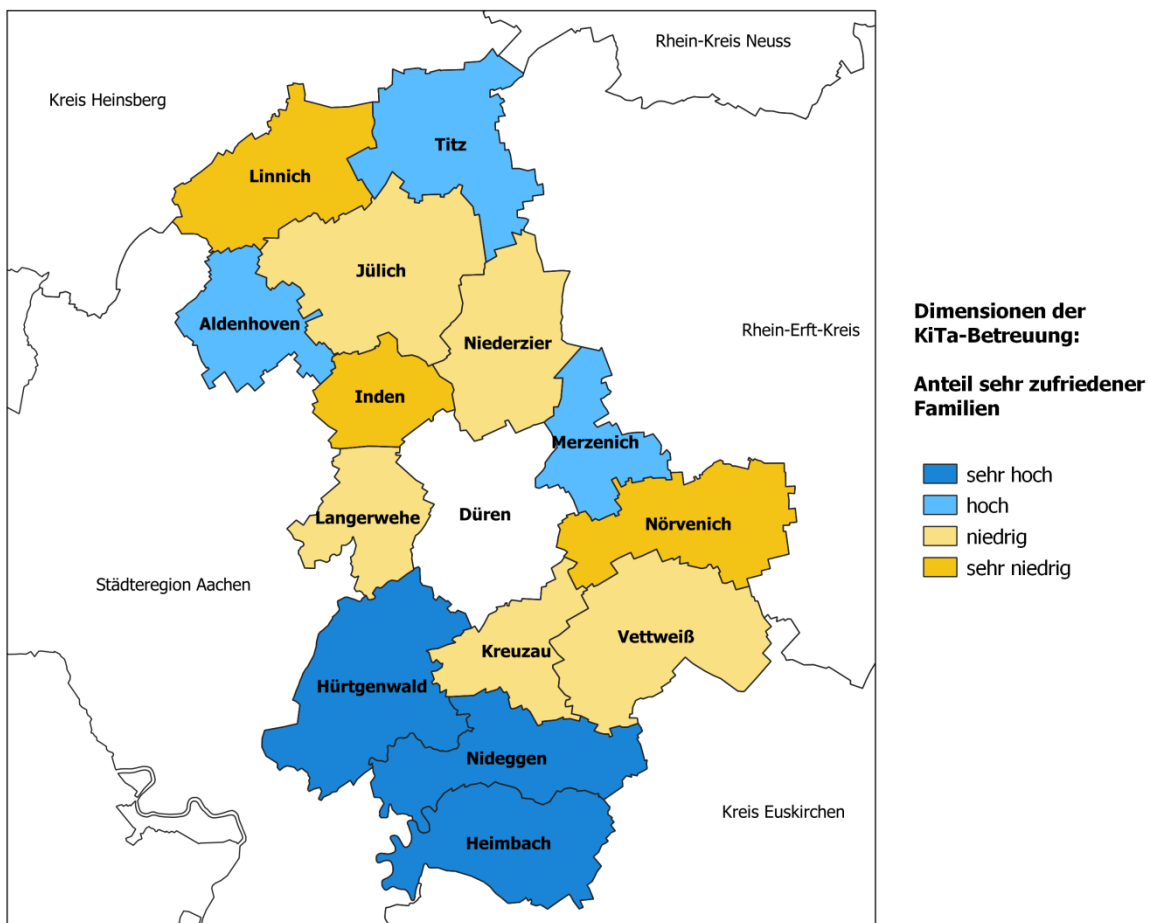 Rhein-Kreis Neuss
Kreis Heinsberg
Titz
Linnich
Jülich
Aldenhoven
Rhein-Erft-Kreis
Niederzier
Inden
Merzenich
Langerwehe
Düren
Nörvenich
Städteregion Aachen
Vettweiß
Kreuzau
Hürtgenwald
Nideggen
Kreis Euskirchen
Heimbach
Dimensionen der
KiTa-Betreuung:
Anteil sehr zufriedener
Familien
sehr hoch
hoch
niedrig
sehr niedrig